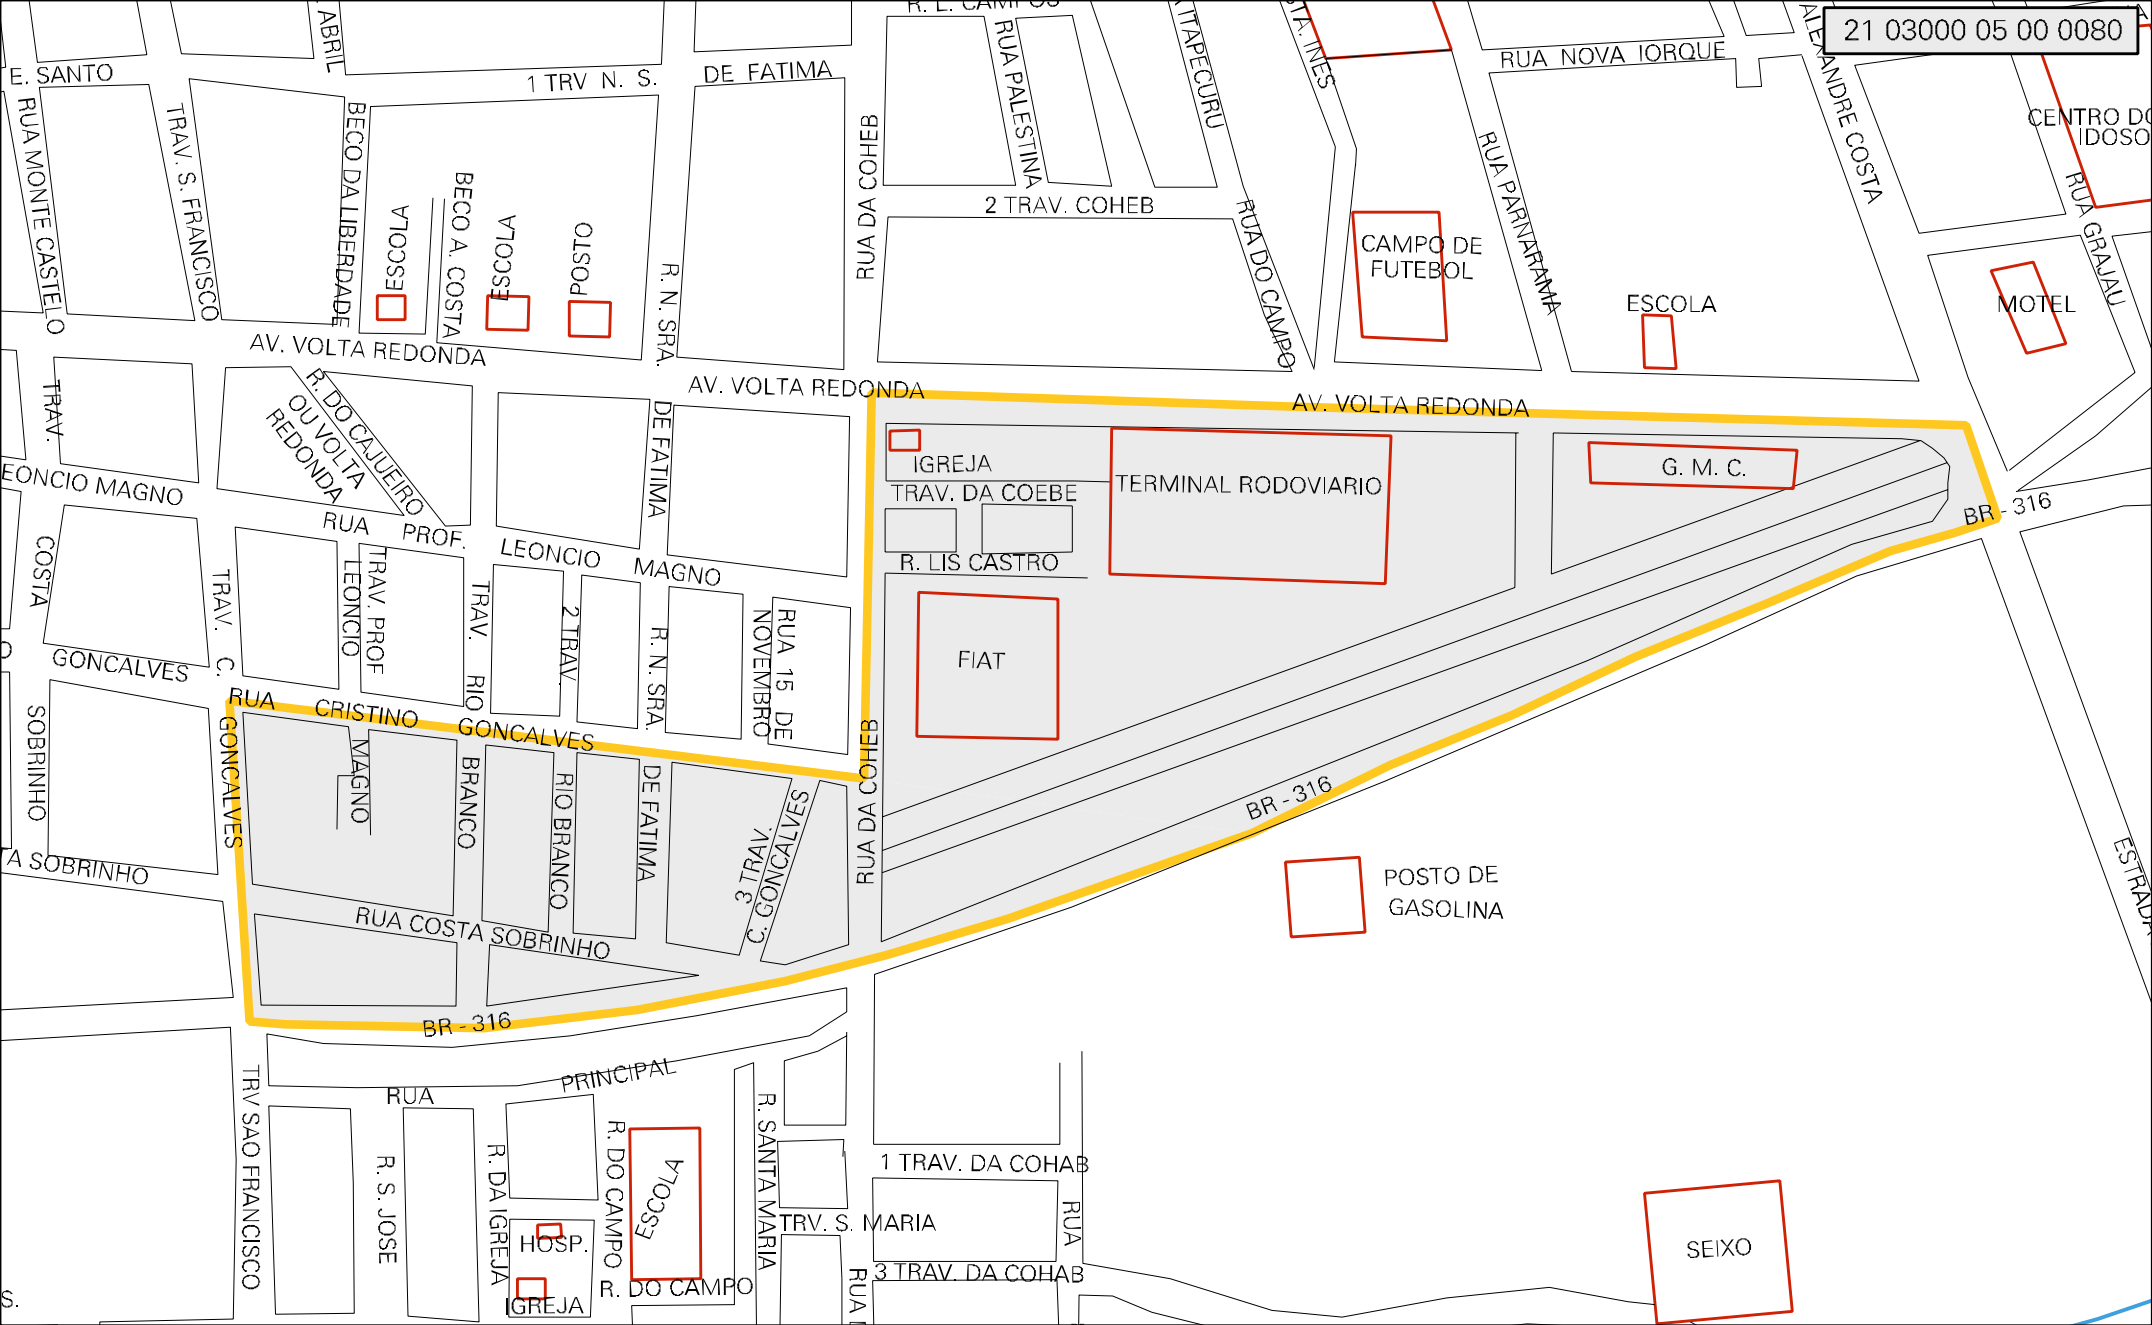 R. L. CAMPOS
21 03000 05 00 0080
E. SANTO
ABRIL
1 TRV N. S. DE FATIMA
RUA PALESTINA
ITAPECURU
STA. INES
RUA NOVA IORQUE
ALEXANDRE COSTA
CENTRO DO
IDOSO
RUA MONTE CASTELO
TRAV. S. FRANCISCO
BECO DA LIBERDADE
ESCOLA
BECO A. COSTA
ESCOLA
POSTO
R. N. SRA.
RUA DA COHEB
2 TRAV. COHEB
RUA DO CAMPO
CAMPO DE
FUTEBOL
RUA PARNARAMA
ESCOLA
MOTEL
RUA GRAJAU
AV. VOLTA REDONDA
AV. VOLTA REDONDA
AV. VOLTA REDONDA
TRAV.
R. DO CAJUEIRO
OU VOLTA
REDONDA
DE FATIMA
IGREJA
TRAV. DA COEBE
TERMINAL RODOVIARIO
G. M. C.
BR - 316
EONCIO MAGNO
RUA PROF. LEONCIO MAGNO
R. LIS CASTRO
COSTA
TRAV. C.
TRAV. PROF
LEONCIO
TRAV. RIO
2 TRAV.
R. N. SRA.
RUA 15 DE
NOVEMBRO
FIAT
GONCALVES
RUA CRISTINO GONCALVES
SOBRINHO
GONCALVES
MAGNO
BRANCO
RIO BRANCO
DE FATIMA
3 TRAV.
C. GONCALVES
RUA DA COHEB
BR - 316
TA SOBRINHO
RUA COSTA SOBRINHO
POSTO DE
GASOLINA
ESTRADA
BR - 316
RUA PRINCIPAL
TRV SAO FRANCISCO
R. S. JOSE
R. DA IGREJA
R. DO CAMPO
ESCOLA
R. SANTA MARIA
1 TRAV. DA COHAB
TRV. S. MARIA
RUA
HOSP.
SEIXO
3 TRAV. DA COHAB
R. DO CAMPO
IGREJA
RUA
S.